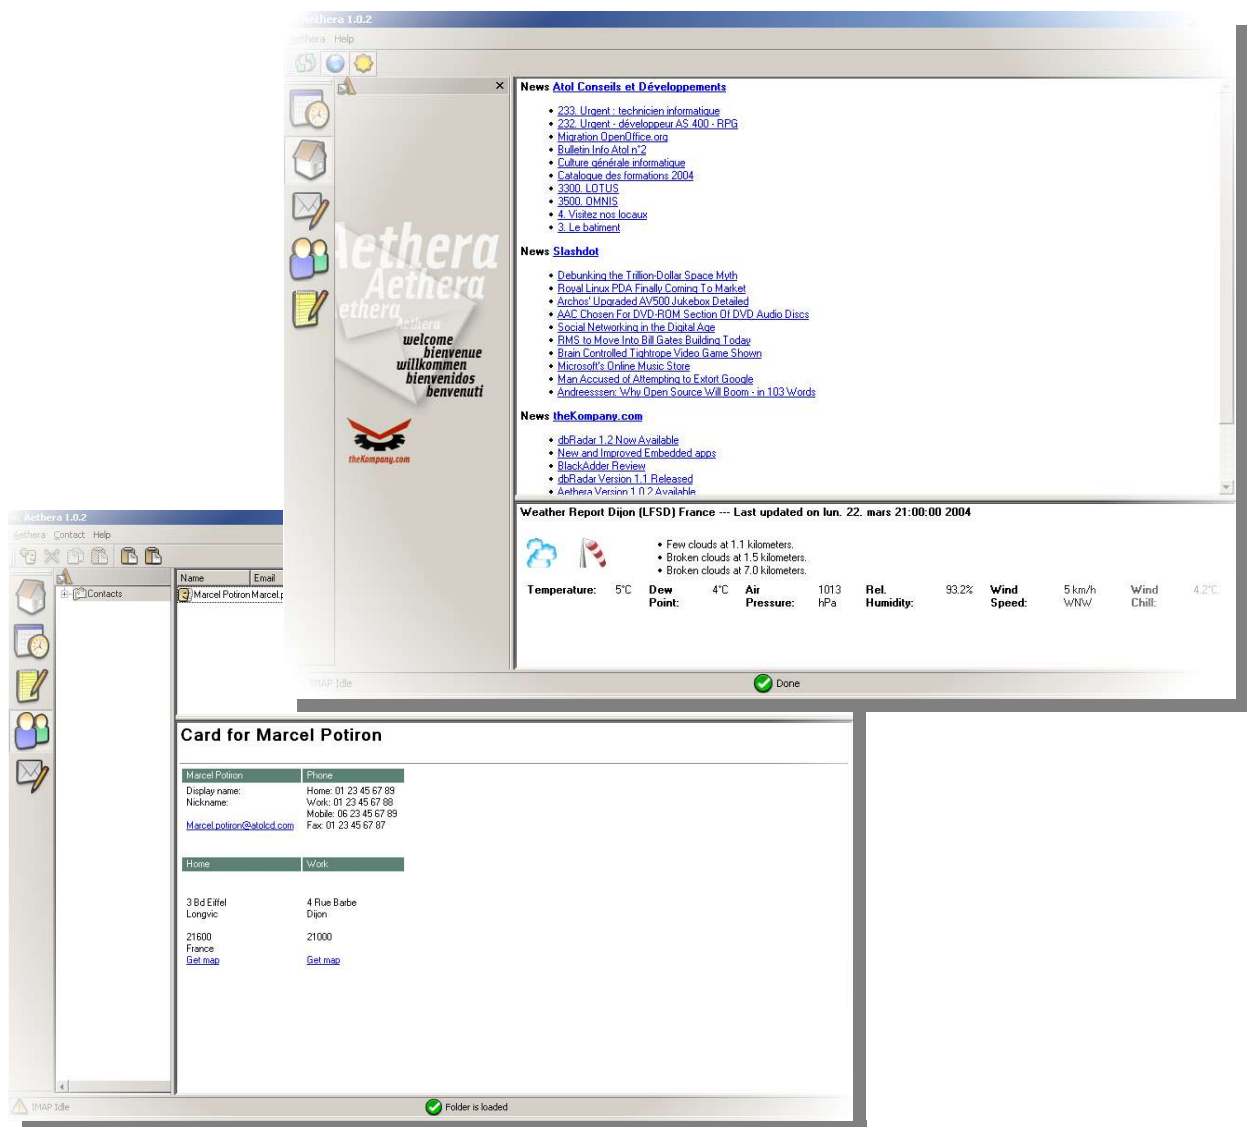 Aethera 1.0.2
Aethera Help
News Atol Conseils et Développements
233. Urgent : technicien informatique
232. Urgent - développeur AS 400 - RPG
Migration OpenOffice.org
Bulletin Info Atol n°2
Culture générale informatique
Catalogue des formations 2004
3300. LOTUS
3500. OMNIS
4. Visitez nos locaux
3. Le batiment
News Slashdot
Debunking the Trillion-Dollar Space Myth
Royal Linux PDA Finally Coming To Market
Archos' Upgraded AV500 Jukebox Detailed
AAC Chosen For DVD-ROM Section Of DVD Audio Discs
Social Networking in the Digital Age
RMS to Move Into Bill Gates Building Today
Brain Controlled Tightrope Video Game Shown
Microsoft's Online Music Store
Man Accused of Attempting to Extort Google
Andreesssen: Why Open Source Will Boom - in 103 Words
News theKompany.com
dbRadar 1.2 Now Available
New and Improved Embedded apps
BlackAdder Review
dbRadar Version 1.1 Released
Aethera Version 1.0.2 Available
Aethera
Aethera
ethera
Aethera
welcome
bienvenue
willkommen
bienvenidos
benvenuti
theKompany.com
Weather Report Dijon (LFSD) France --- Last updated on lun. 22. mars 21:00:00 2004
Few clouds at 1.1 kilometers.
Broken clouds at 1.5 kilometers.
Broken clouds at 7.0 kilometers.
Temperature: 5°C Dew Point: 4°C Air Pressure: 1013 hPa Rel. Humidity: 93.2% Wind Speed: 5 km/h WNW Wind Chill: 4.2°C
IMAP Idle Done
Aethera 1.0.2
Aethera Contact Help
Contacts
Name Email
Marcel Potiron Marcel.p
Card for Marcel Potiron
Marcel Potiron Phone
Display name: Home: 01 23 45 67 89
Nickname: Work: 01 23 45 67 88
Mobile: 06 23 45 67 89
Marcel.potiron@atolcd.com Fax: 01 23 45 67 87
Home Work
3 Bd Eiffel 4 Rue Barbe
Longvic Dijon
21600 21000
France
Get map Get map
IMAP Idle Folder is loaded